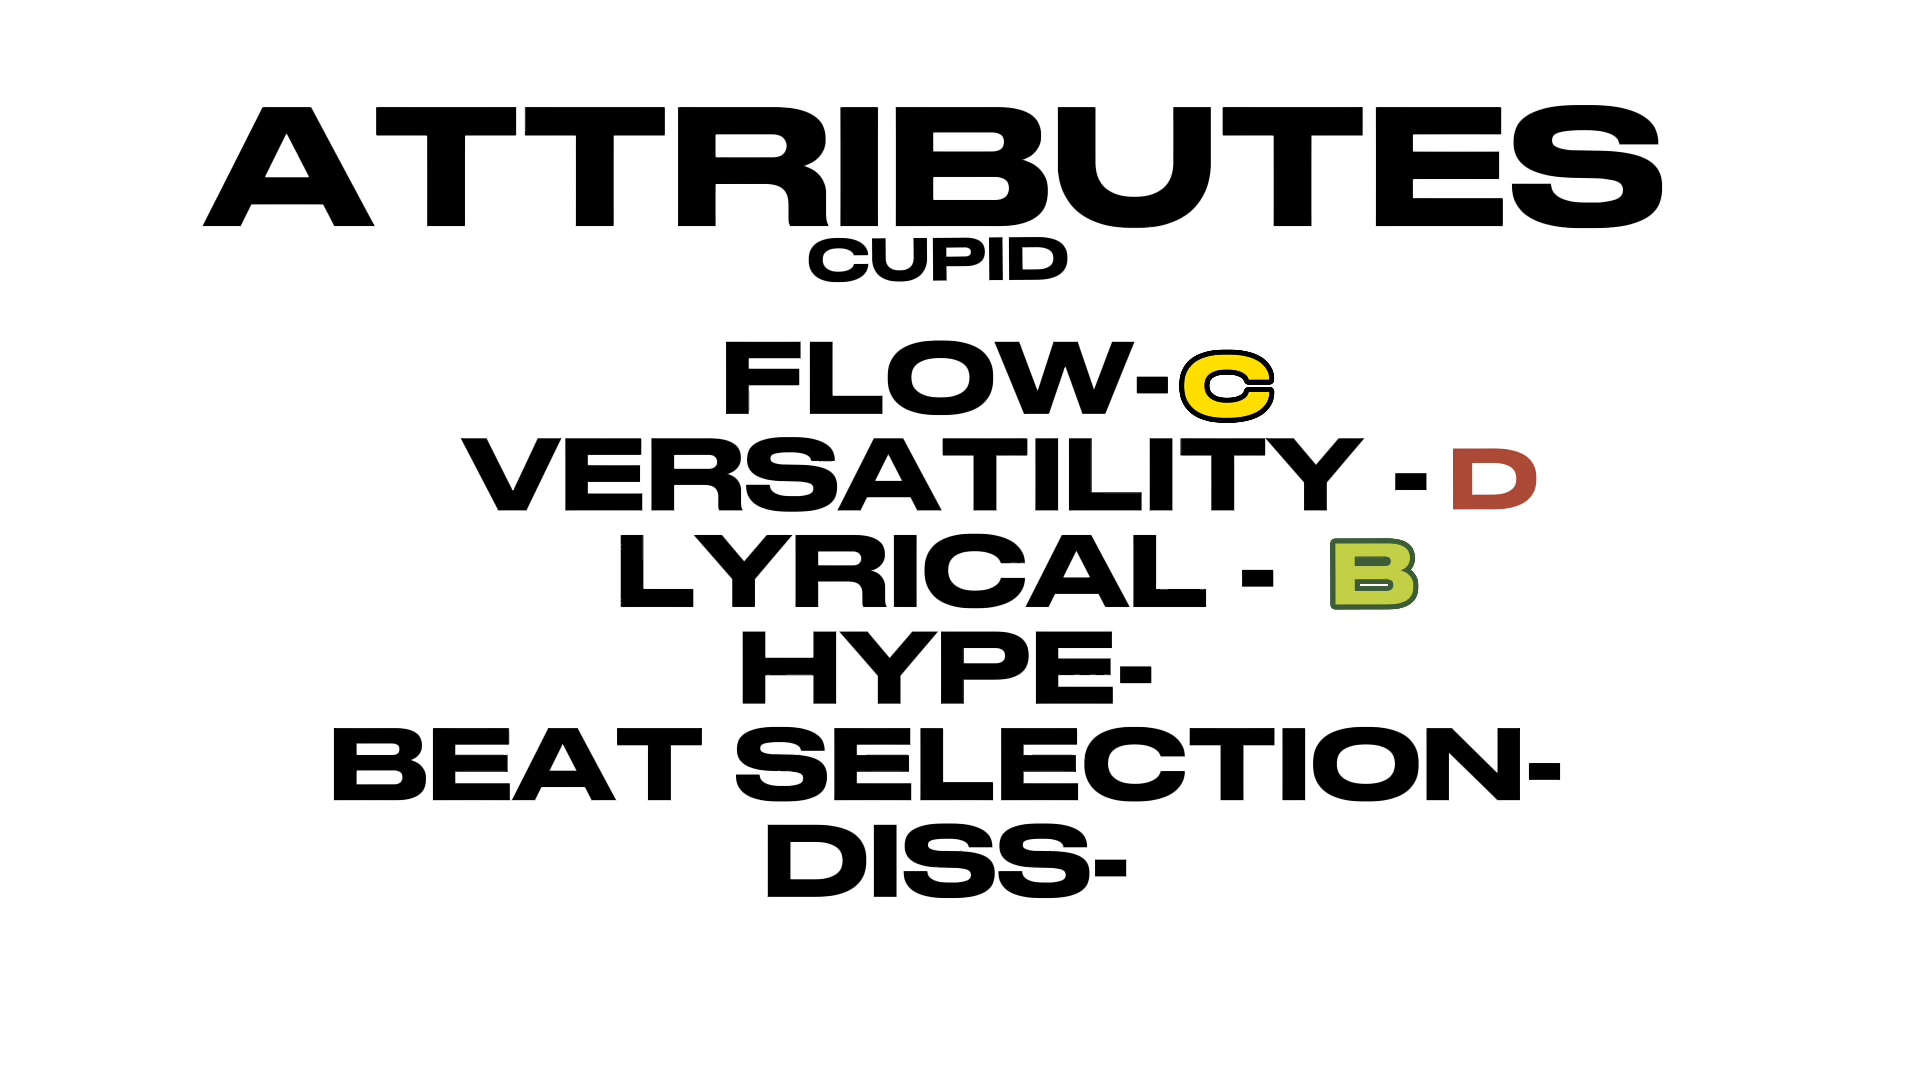 ATTRIBUTES
CUPID
FLOW-C
VERSATILITY - D
LYRICAL - B
HYPE-
BEAT SELECTION-
DISS-